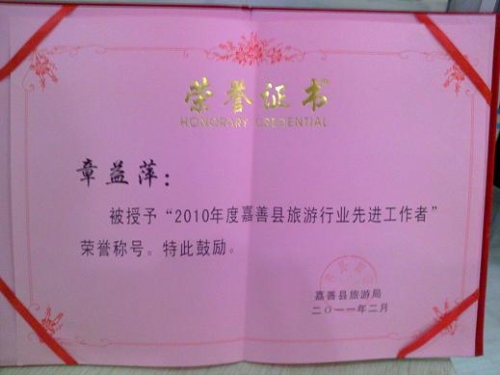 荣誉证书
HONORARY CREDENTIAL
章益萍：
被授予“2010年度嘉善县旅游行业先进工作者”
荣誉称号。特此鼓励。
嘉善县旅游局
二〇一一年二月